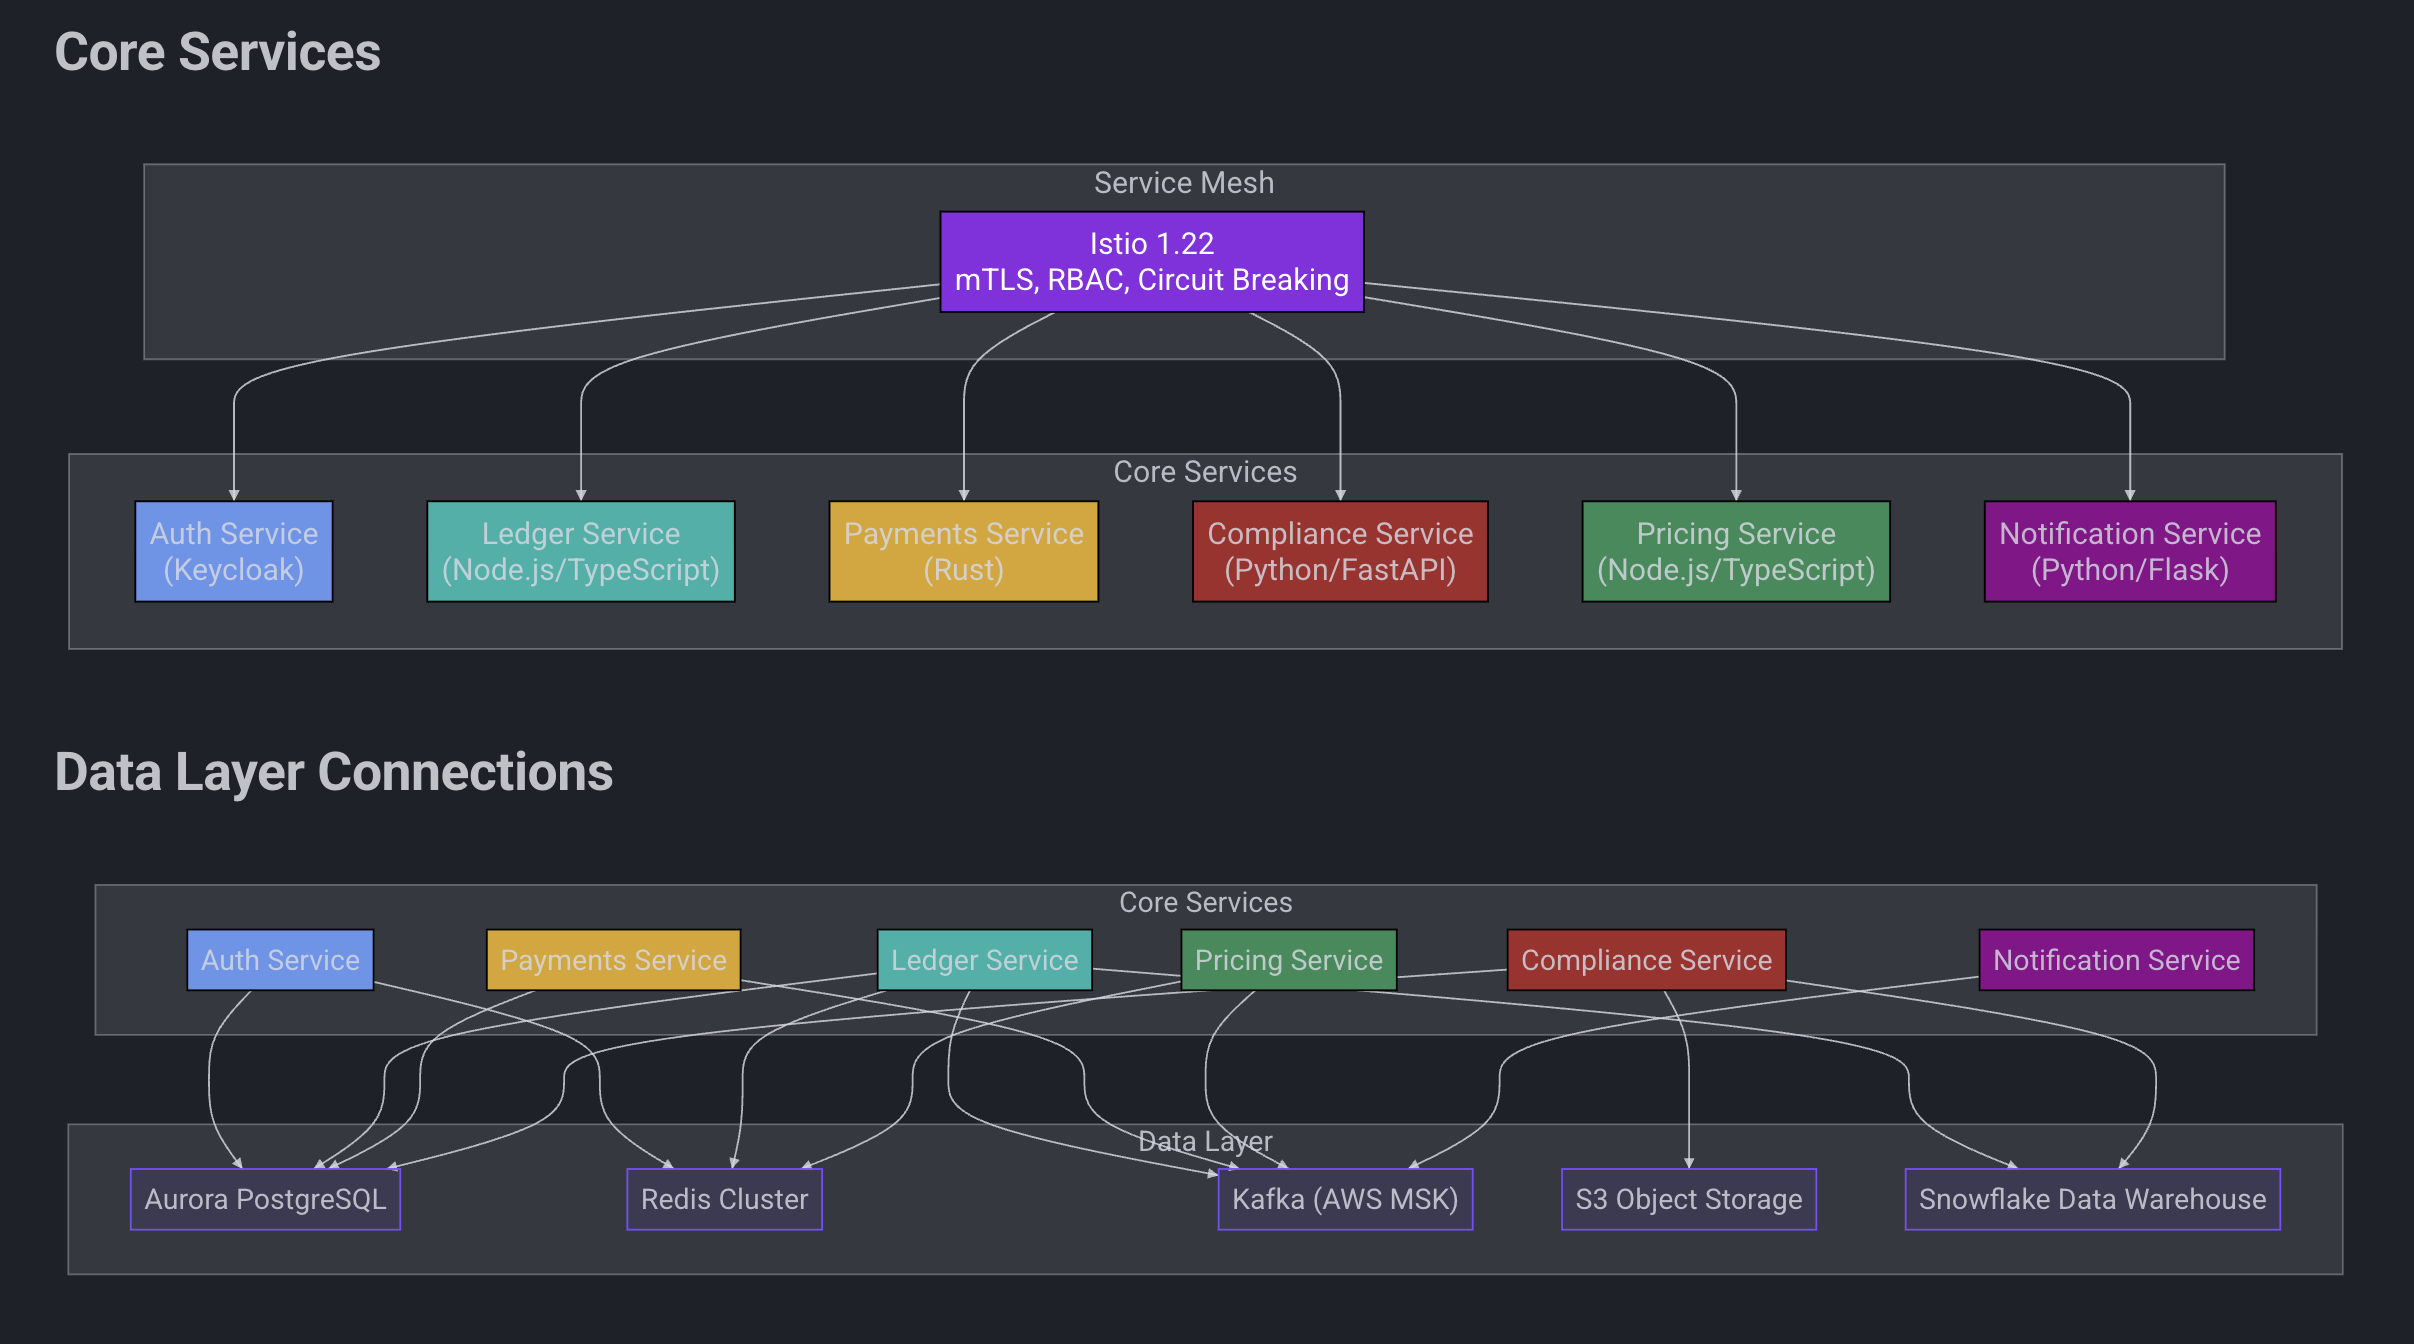 Core Services
Service Mesh
Istio 1.22
mTLS, RBAC, Circuit Breaking
Core Services
Auth Service
(Keycloak)
Ledger Service
(Node.js/TypeScript)
Payments Service
(Rust)
Compliance Service
(Python/FastAPI)
Pricing Service
(Node.js/TypeScript)
Notification Service
(Python/Flask)
Data Layer Connections
Core Services
Auth Service
Payments Service
Ledger Service
Pricing Service
Compliance Service
Notification Service
Data Layer
Aurora PostgreSQL
Redis Cluster
Kafka (AWS MSK)
S3 Object Storage
Snowflake Data Warehouse